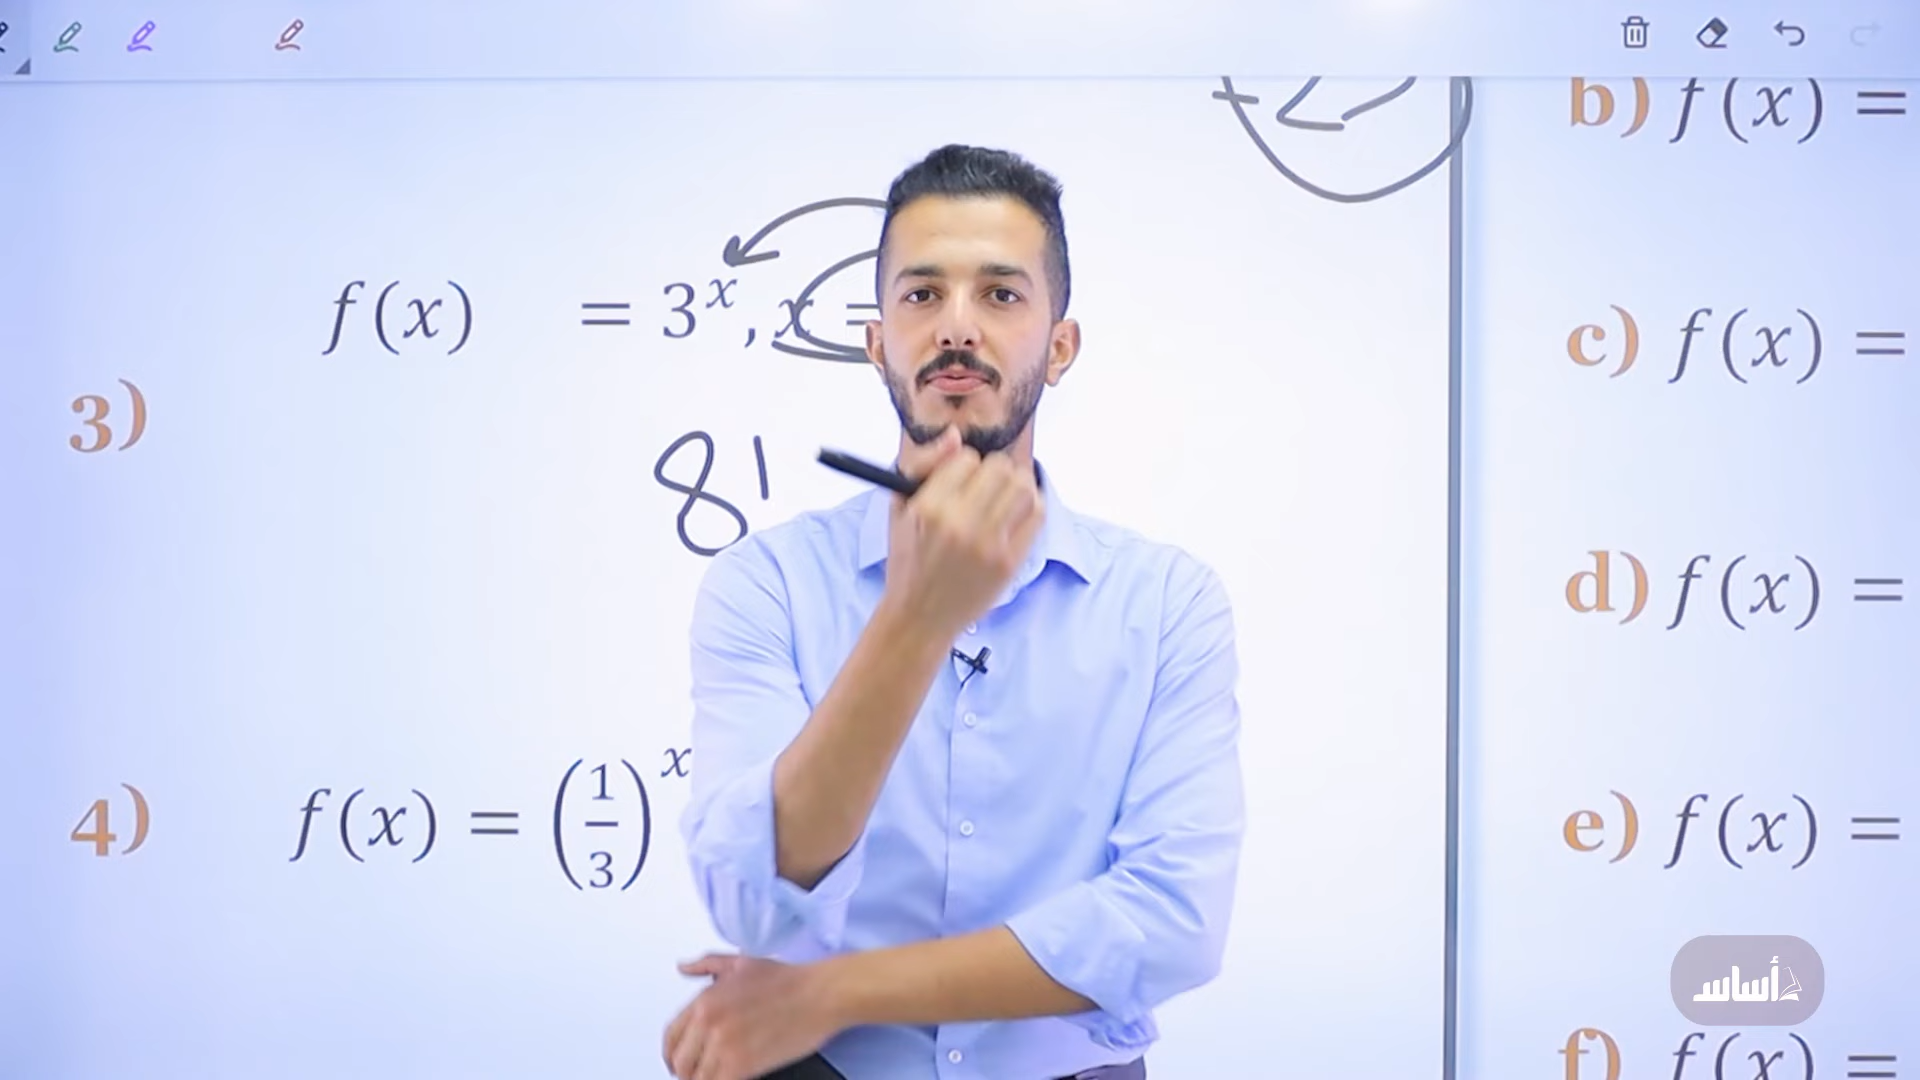 3) f(x) = 3^x, x =
81
4) f(x) = (1/3)^x
b) f(x) =
c) f(x) =
d) f(x) =
e) f(x) =
f) f(x) =
أساس